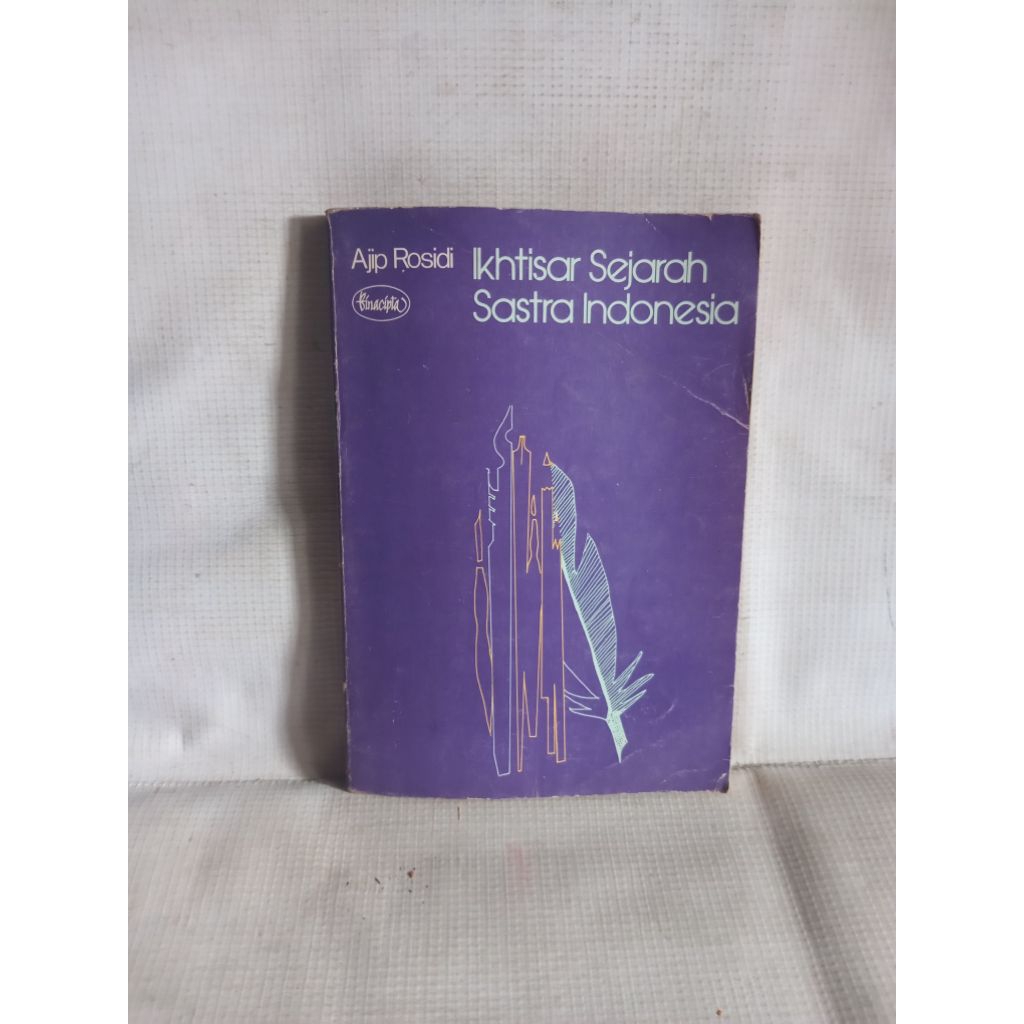 Ajip Rosidi
Binacipta
Ikhtisar Sejarah
Sastra Indonesia